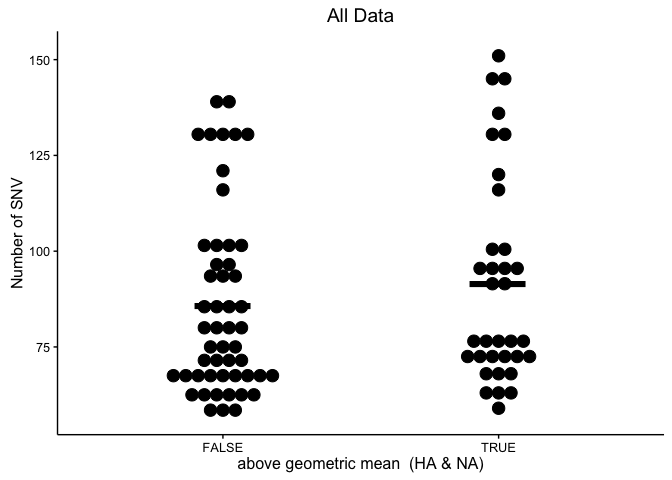 All Data
150
125
100
75
Number of SNV
FALSE
TRUE
above geometric mean  (HA & NA)